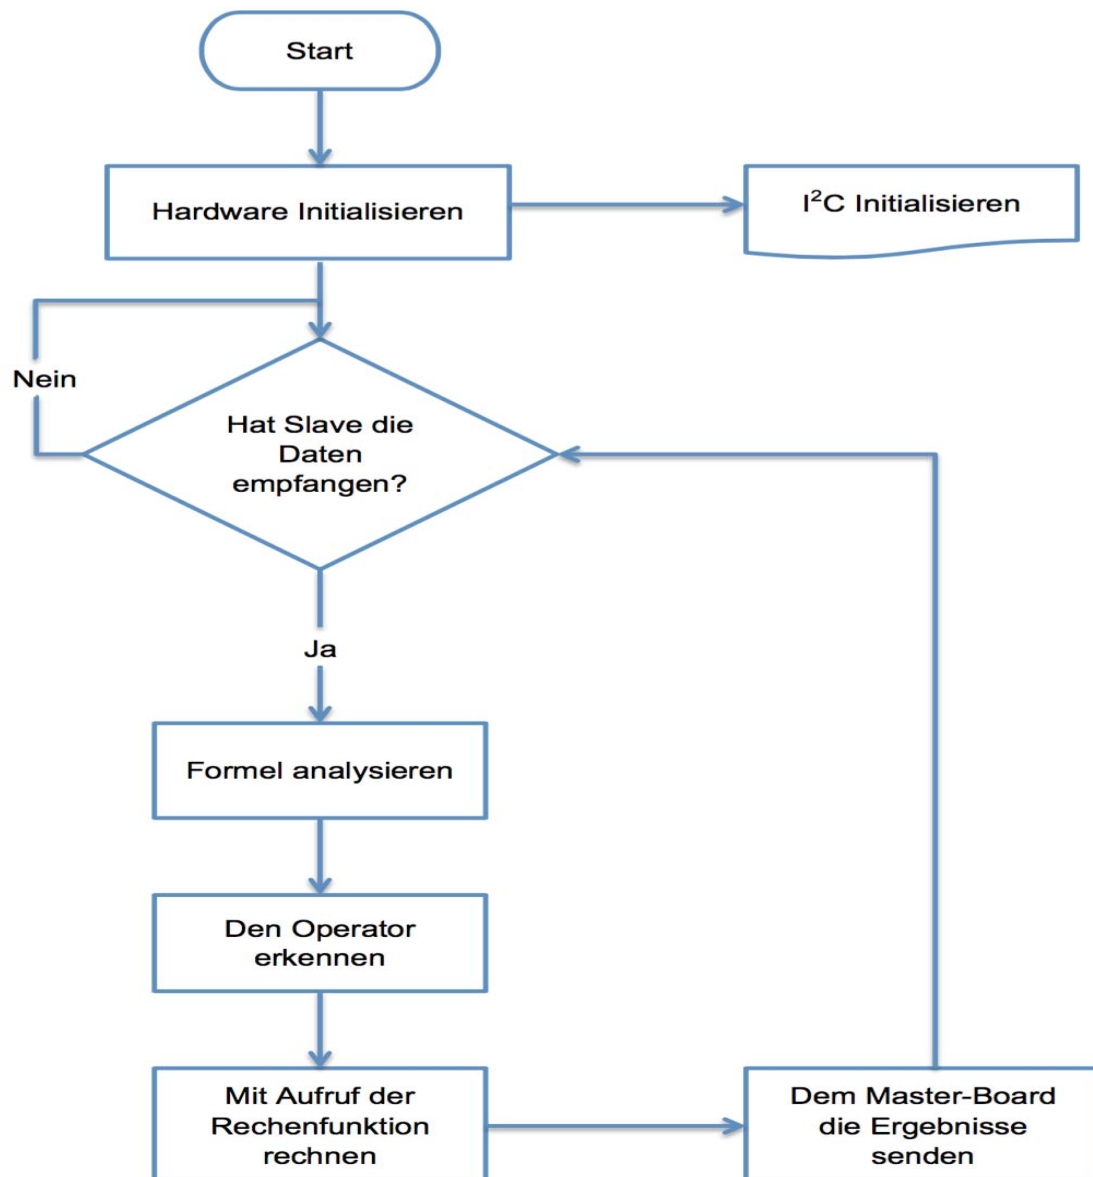 Start
Hardware Initialisieren
I²C Initialisieren
Nein
Hat Slave die
Daten
empfangen?
Ja
Formel analysieren
Den Operator
erkennen
Mit Aufruf der
Rechenfunktion
rechnen
Dem Master-Board
die Ergebnisse
senden